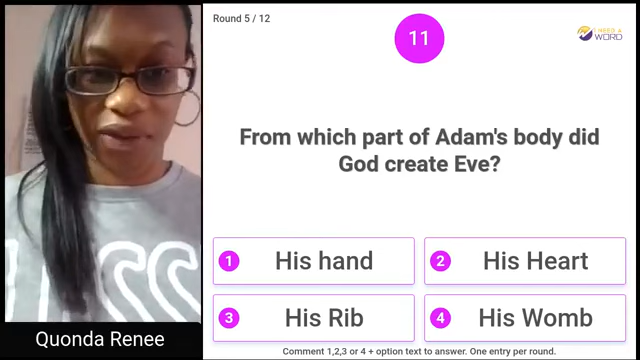 Round 5 / 12
11
I NEED A
WORD
From which part of Adam's body did
God create Eve?
1 His hand
2 His Heart
3 His Rib
4 His Womb
Comment 1,2,3 or 4 + option text to answer. One entry per round.
Quonda Renee